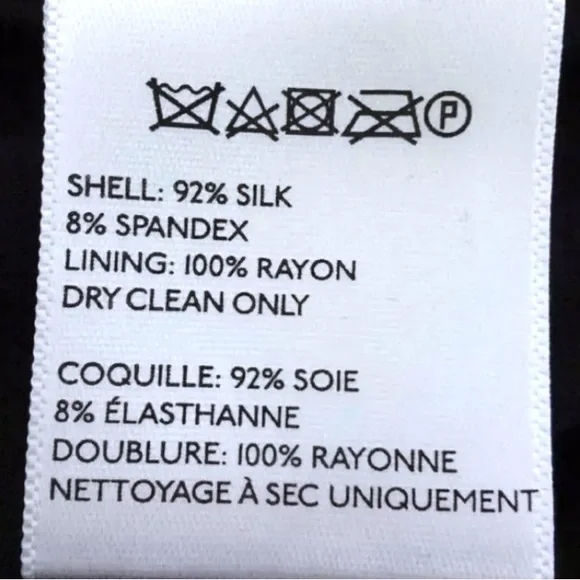 P
SHELL: 92% SILK
8% SPANDEX
LINING: 100% RAYON
DRY CLEAN ONLY
COQUILLE: 92% SOIE
8% ÉLASTHANNE
DOUBLURE: 100% RAYONNE
NETTOYAGE À SEC UNIQUEMENT